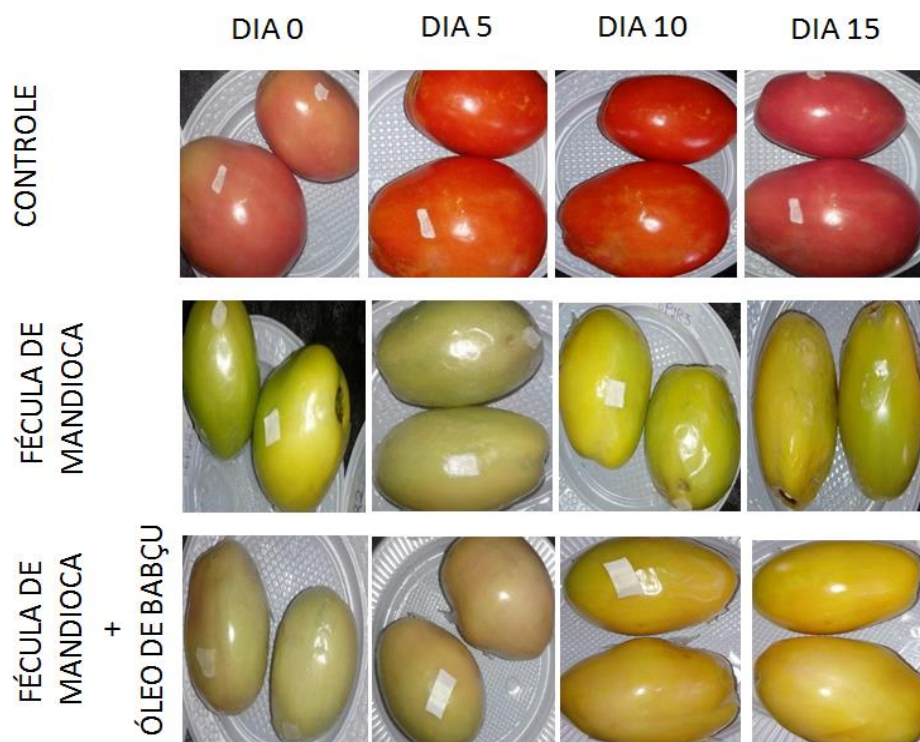 DIA 0
DIA 5
DIA 10
DIA 15
CONTROLE
FÉCULA DE
MANDIOCA
FÉCULA DE
MANDIOCA
+
ÓLEO DE BABÇU